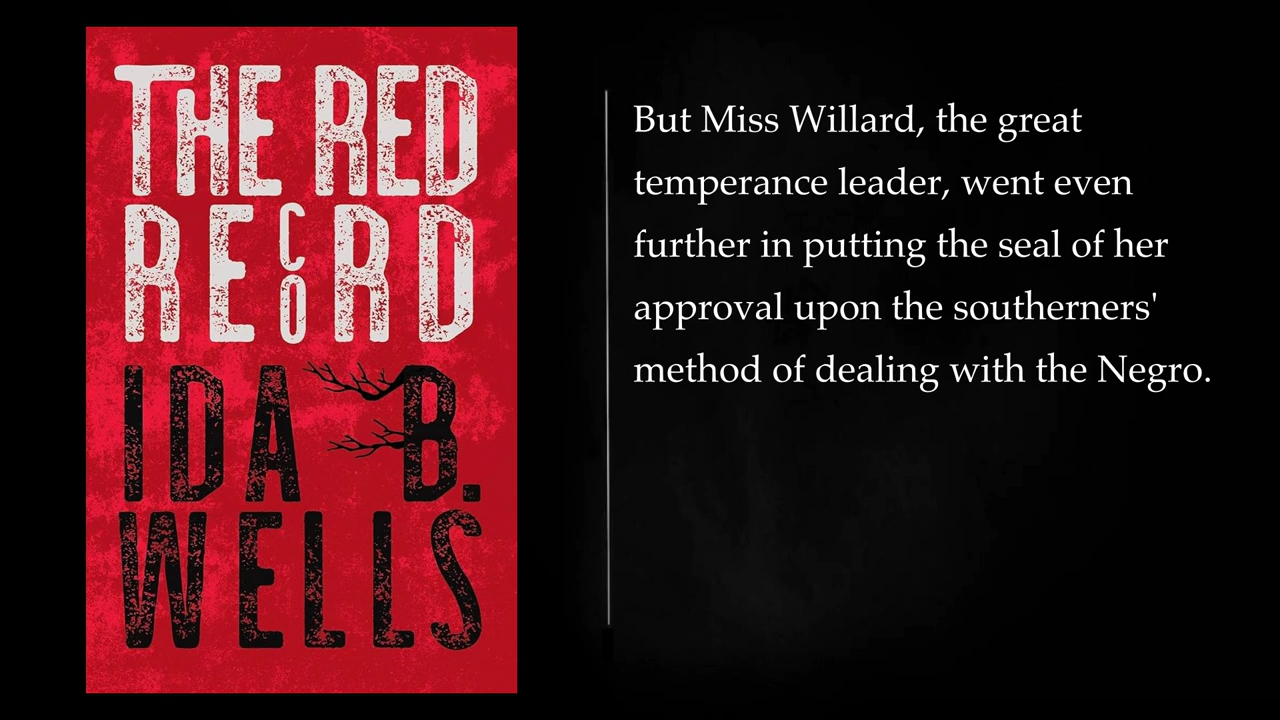 THE RED
RECORD
IDA B.
WELLS
But Miss Willard, the great
temperance leader, went even
further in putting the seal of her
approval upon the southerners'
method of dealing with the Negro.